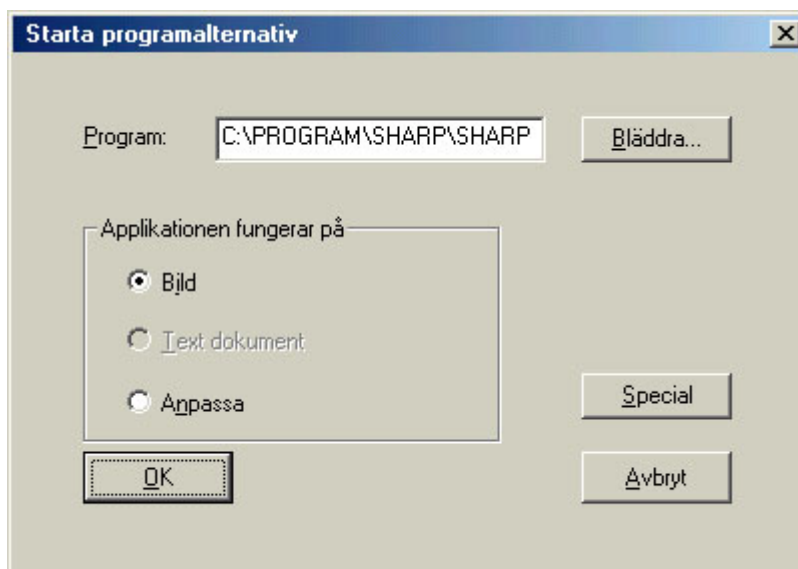 Starta programalternativ
Program:
C:\PROGRAM\SHARP\SHARP
Bläddra...
Applikationen fungerar på
Bild
Text dokument
Anpassa
Special
OK
Avbryt